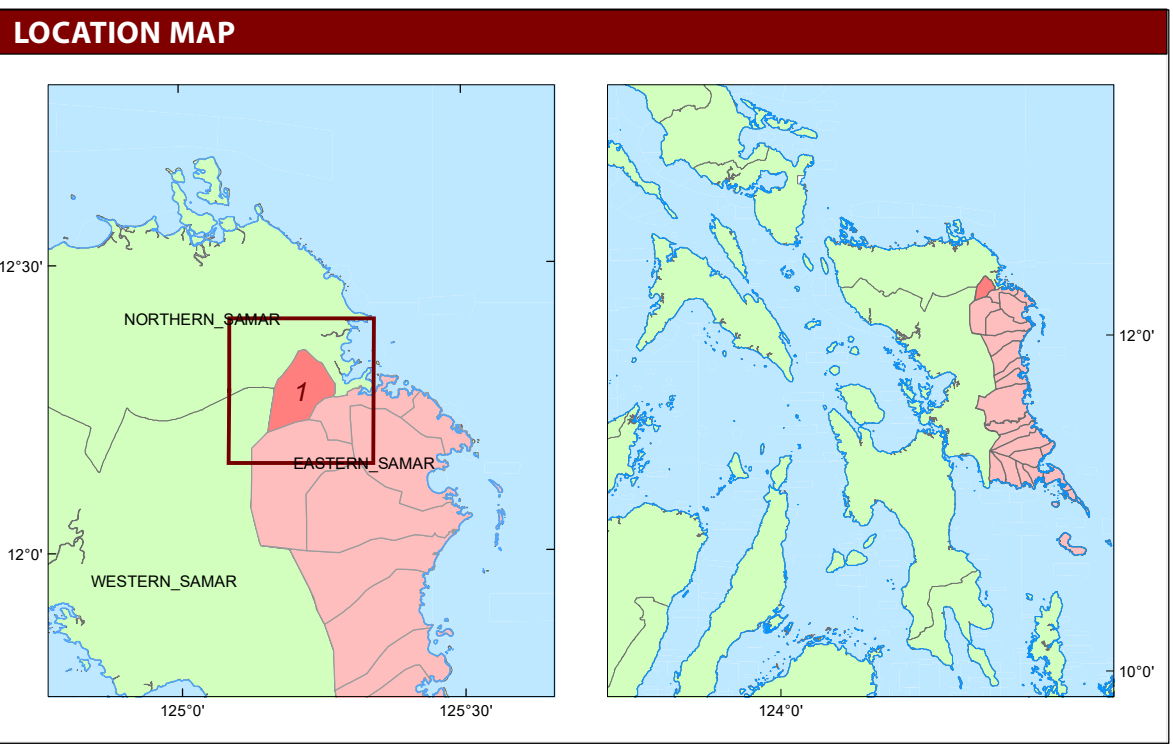 LOCATION MAP
12°30'
NORTHERN_SAMAR
1
EASTERN_SAMAR
12°0'
WESTERN_SAMAR
125°0'
125°30'
12°0'
10°0'
124°0'